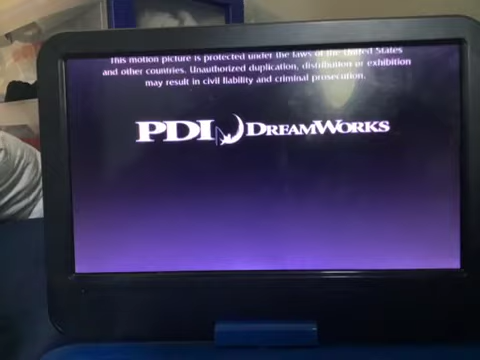 This motion picture is protected under the laws of the United States
and other countries. Unauthorized duplication, distribution or exhibition
may result in civil liability and criminal prosecution.
PDI DREAMWORKS